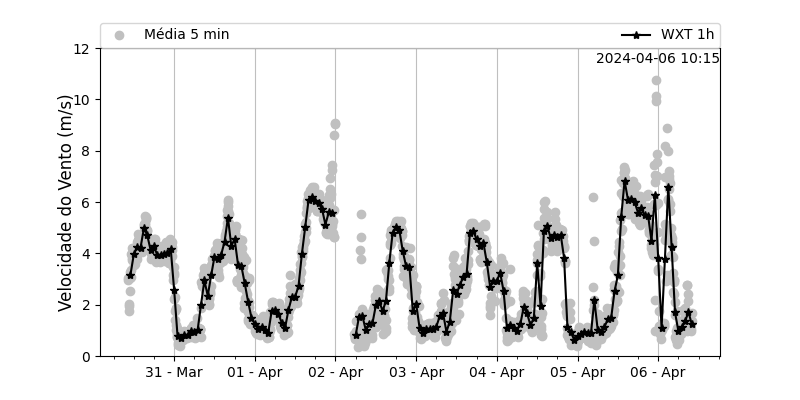 Média 5 min
WXT 1h
2024-04-06 10:15
Velocidade do Vento (m/s)
12
10
8
6
4
2
0
31 - Mar
01 - Apr
02 - Apr
03 - Apr
04 - Apr
05 - Apr
06 - Apr